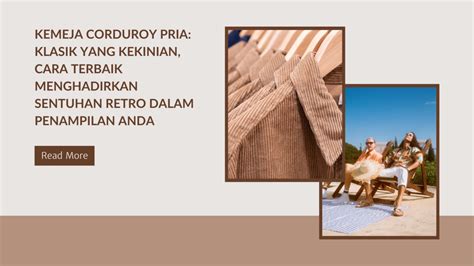 KEMEJA CORDUROY PRIA:
KLASIK YANG KEKINIAN,
CARA TERBAIK
MENGHADIRKAN
SENTUHAN RETRO DALAM
PENAMPILAN ANDA
Read More